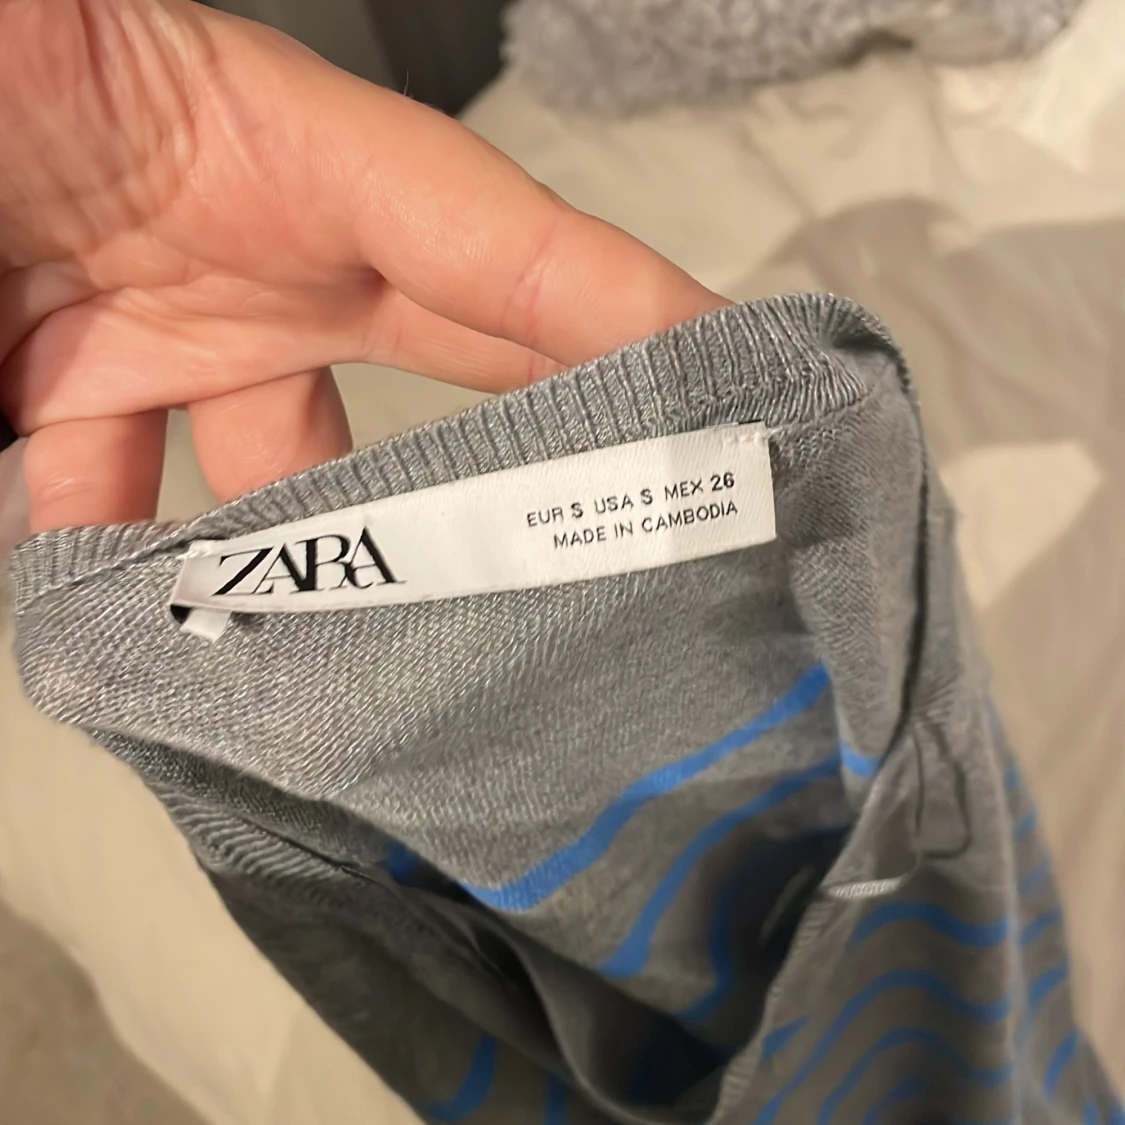 ZARA
EUR S USA S MEX 26
MADE IN CAMBODIA